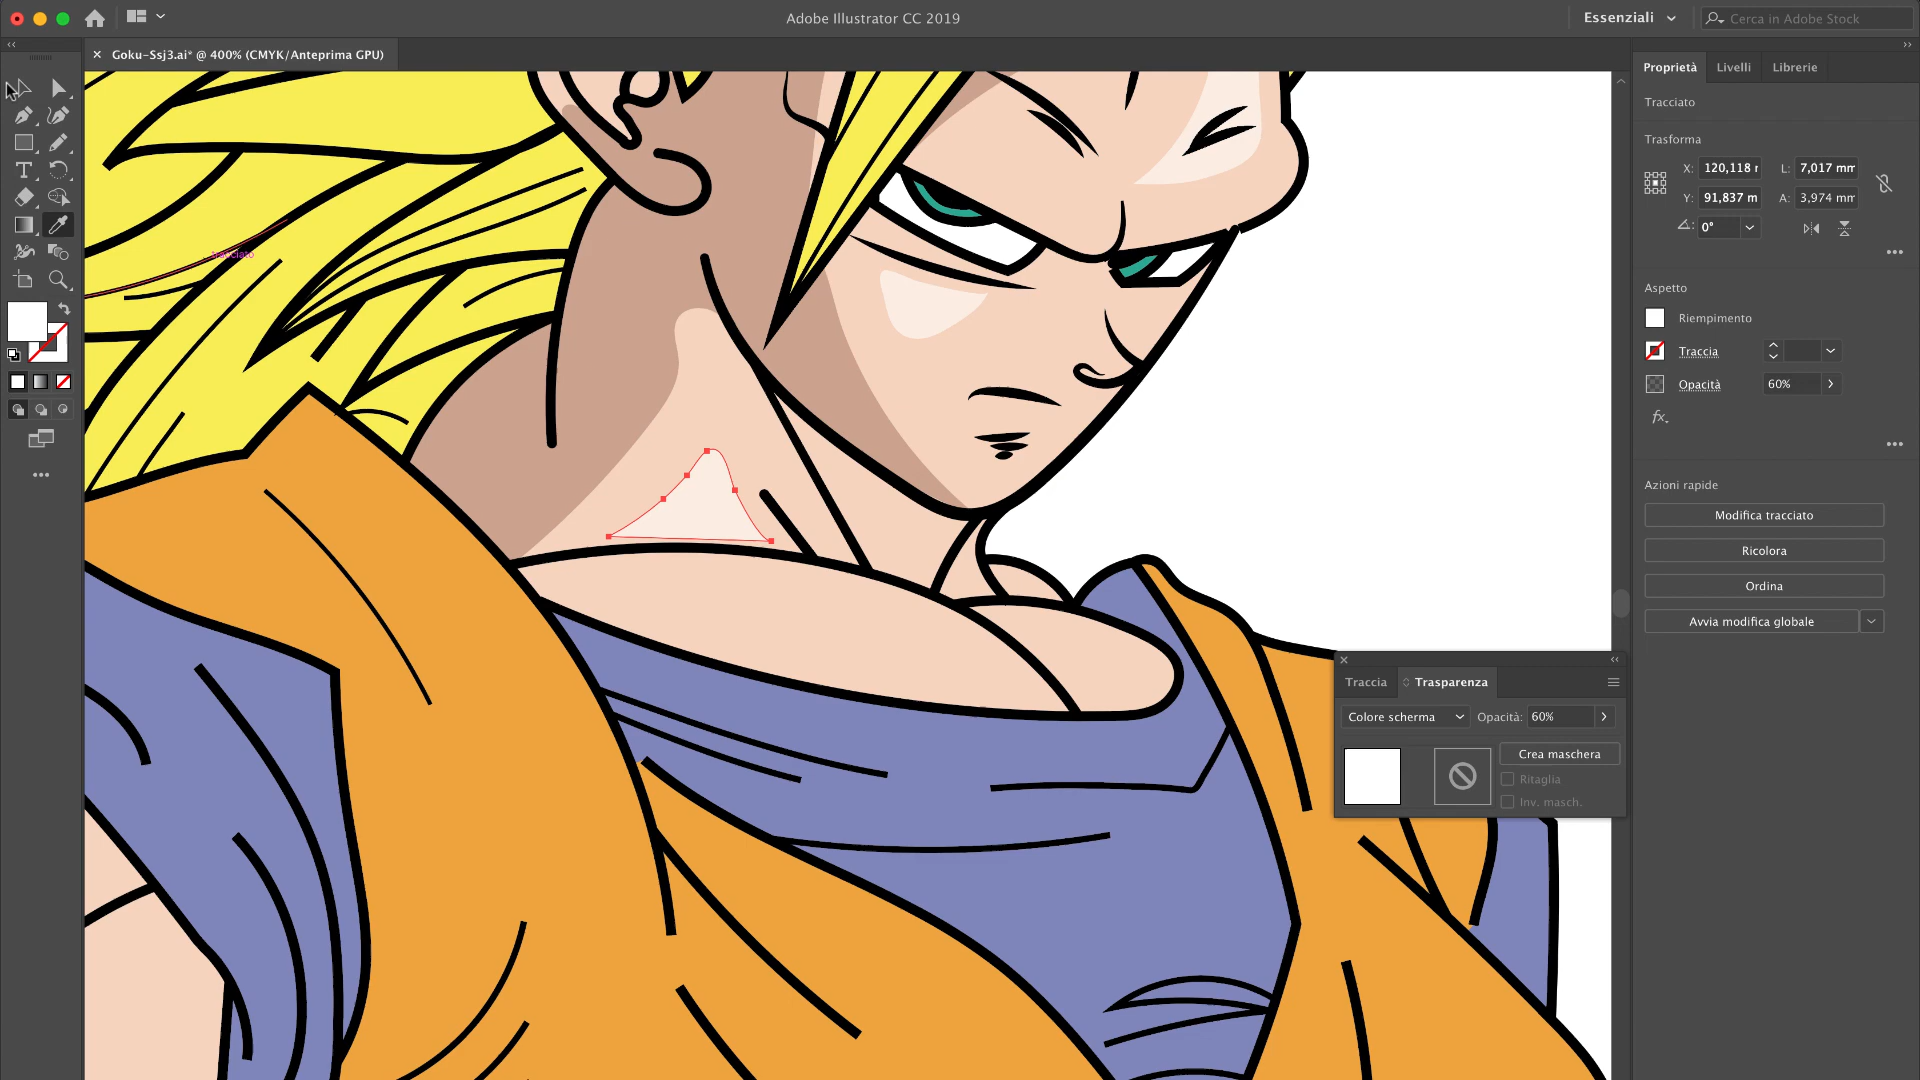 Adobe Illustrator CC 2019
Essenziali
Cerca in Adobe Stock
Goku-Ssj3.ai* @ 400% (CMYK/Anteprima GPU)
Proprietà
Livelli
Librerie
Tracciato
Trasforma
X: 120,118 r
L: 7,017 mm
Y: 91,837 m
A: 3,974 mm
0°
Aspetto
Riempimento
Traccia
Opacità
60%
fx.
Azioni rapide
Modifica tracciato
Ricolora
Ordina
Avvia modifica globale
tracciato
Traccia
Trasparenza
Colore scherma
Opacità: 60%
Crea maschera
Ritaglia
Inv. masch.